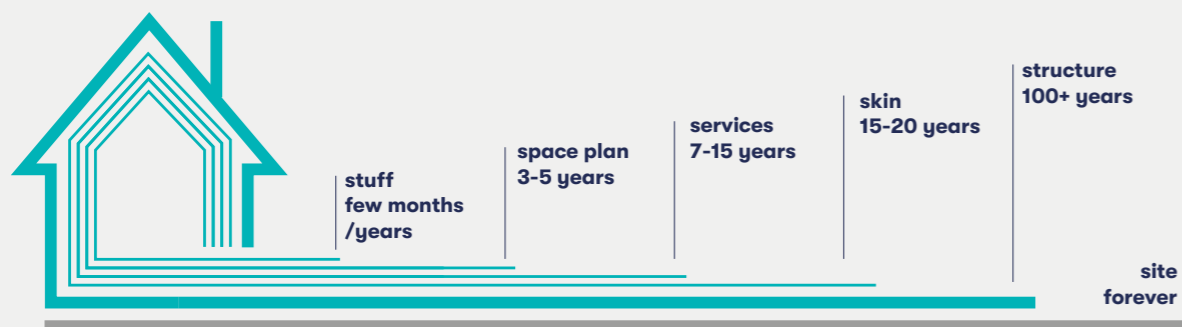 stuff
few months
/years
space plan
3-5 years
services
7-15 years
skin
15-20 years
structure
100+ years
site
forever